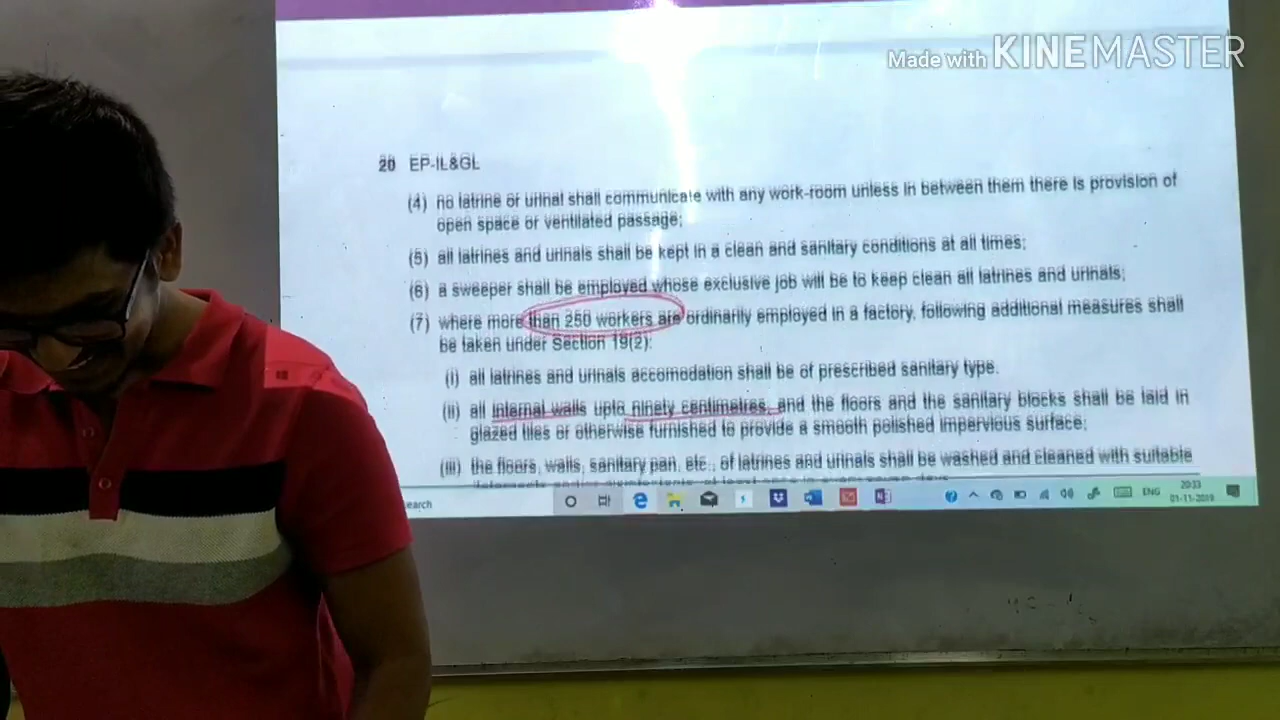 Made with KINEMASTER
20 EP-IL&GL
(4) no latrine or urinal shall communicate with any work-room unless in between them there is provision of
open space or ventilated passage;
(5) all latrines and urinals shall be kept in a clean and sanitary conditions at all times;
(6) a sweeper shall be employed whose exclusive job will be to keep clean all latrines and urinals;
(7) where more than 250 workers are ordinarily employed in a factory, following additional measures shall
be taken under Section 19(2):
(i) all latrines and urinals accomodation shall be of prescribed sanitary type.
(ii) all internal walls upto ninety centimetres, and the floors and the sanitary blocks shall be laid in
glazed tiles or otherwise furnished to provide a smooth polished impervious surface;
(iii) the floors, walls, sanitary pan, etc., of latrines and urinals shall be washed and cleaned with suitable
earch
ENG
20:33
01-11-2019